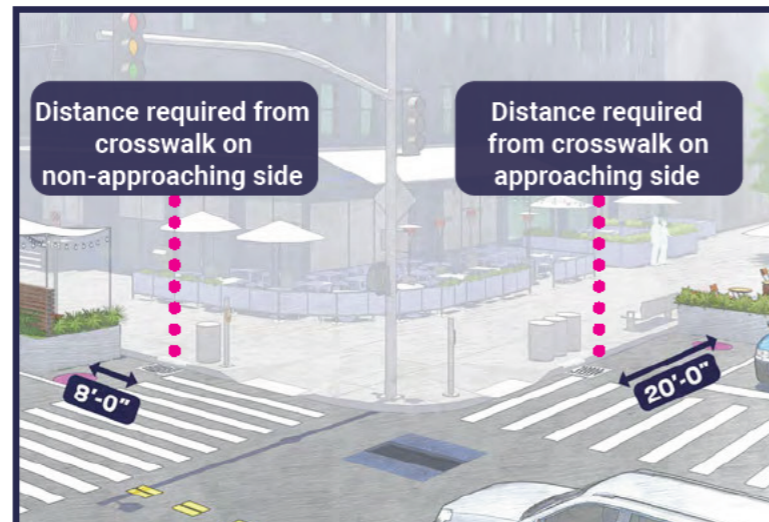 Distance required from
crosswalk on
non-approaching side
Distance required
from crosswalk on
approaching side
8'-0"
20'-0"